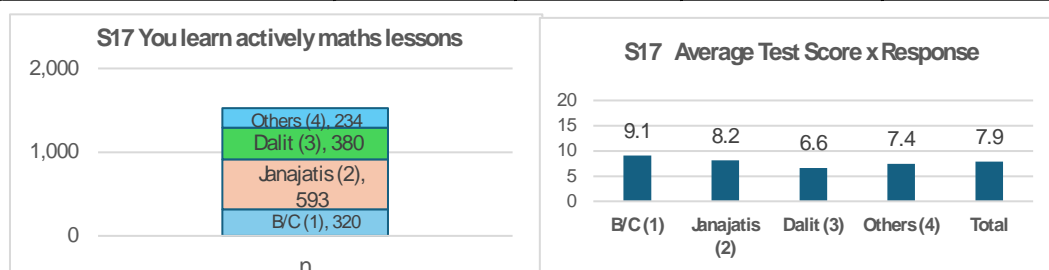 S17 You learn actively maths lessons
2,000
1,000
0
Others (4), 234
Dalit (3), 380
Janajatis (2),
593
B/C (1), 320
n
S17 Average Test Score x Response
20
15
10
5
0
9.1
8.2
6.6
7.4
7.9
B/C (1)
Janajatis
(2)
Dalit (3)
Others (4)
Total